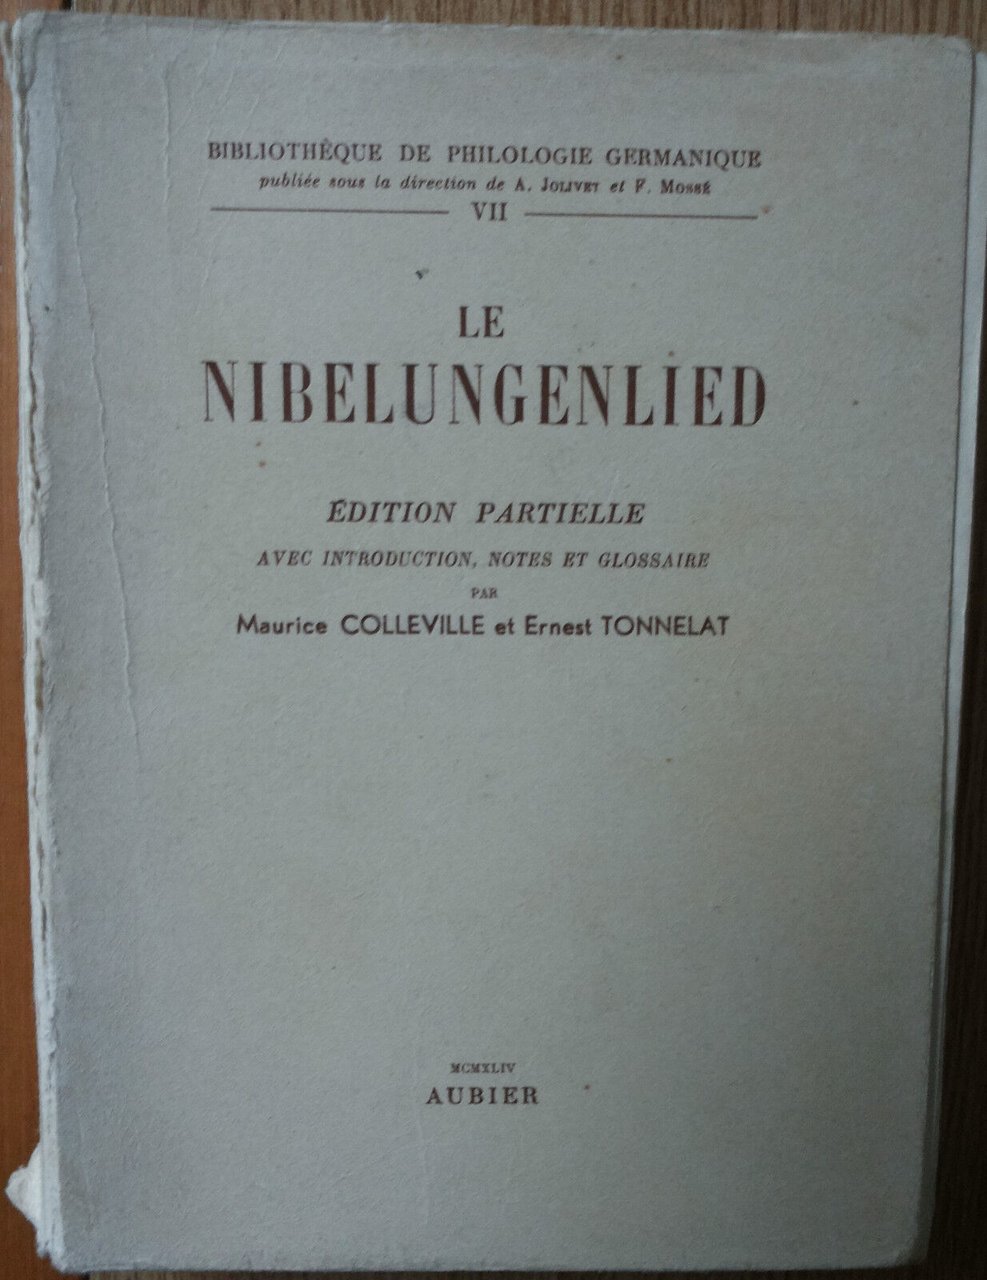 BIBLIOTHÈQUE DE PHILOLOGIE GERMANIQUE
publiée sous la direction de A. JOLIVET et F. MOSSÉ
VII
LE
NIBELUNGENLIED
ÉDITION PARTIELLE
AVEC INTRODUCTION, NOTES ET GLOSSAIRE
PAR
Maurice COLLEVILLE et Ernest TONNELAT
MCMXLIV
AUBIER